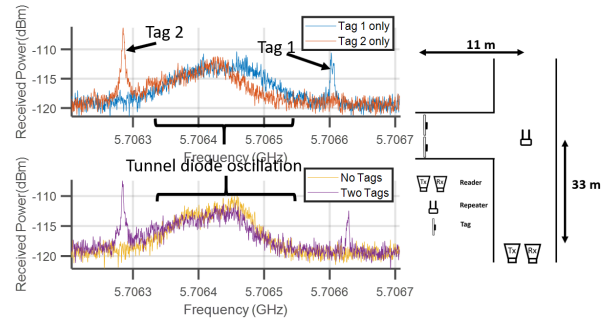 Tag 2
Tag 1
Tag 1 only
Tag 2 only
Received Power(dBm)
-110
-115
-120
5.7063
5.7064
5.7065
5.7066
5.7067
Frequency (GHz)
Tunnel diode oscillation
No Tags
Two Tags
Received Power(dBm)
-110
-115
-120
5.7063
5.7064
5.7065
5.7066
5.7067
Frequency (GHz)
11 m
33 m
Tx Rx Reader
Repeater
Tag
Tx Rx